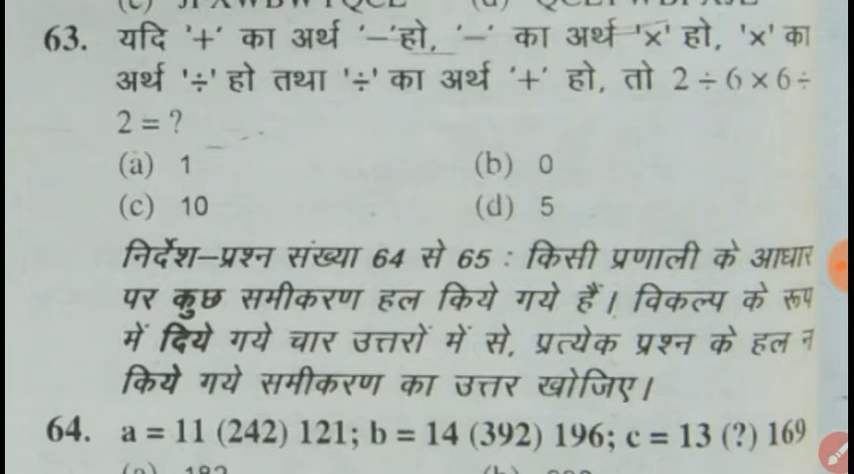 63. यदि '+' का अर्थ '–' हो, '–' का अर्थ 'x' हो, 'x' का
अर्थ '÷' हो तथा '÷' का अर्थ '+' हो, तो 2 ÷ 6 × 6 ÷
2 = ?
(a) 1 (b) 0
(c) 10 (d) 5
निर्देश–प्रश्न संख्या 64 से 65 : किसी प्रणाली के आधार
पर कुछ समीकरण हल किये गये हैं। विकल्प के रूप
में दिये गये चार उत्तरों में से, प्रत्येक प्रश्न के हल न
किये गये समीकरण का उत्तर खोजिए।
64. a = 11 (242) 121; b = 14 (392) 196; c = 13 (?) 169